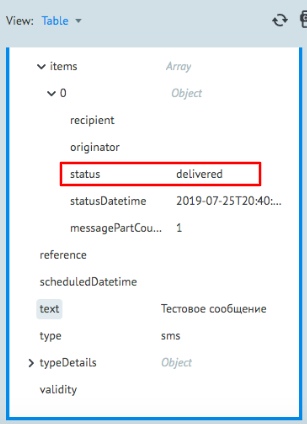 View: Table
items Array
0 Object
recipient
originator
status delivered
statusDatetime 2019-07-25T20:40:...
messagePartCou... 1
reference
scheduledDatetime
text Тестовое сообщение
type sms
typeDetails Object
validity